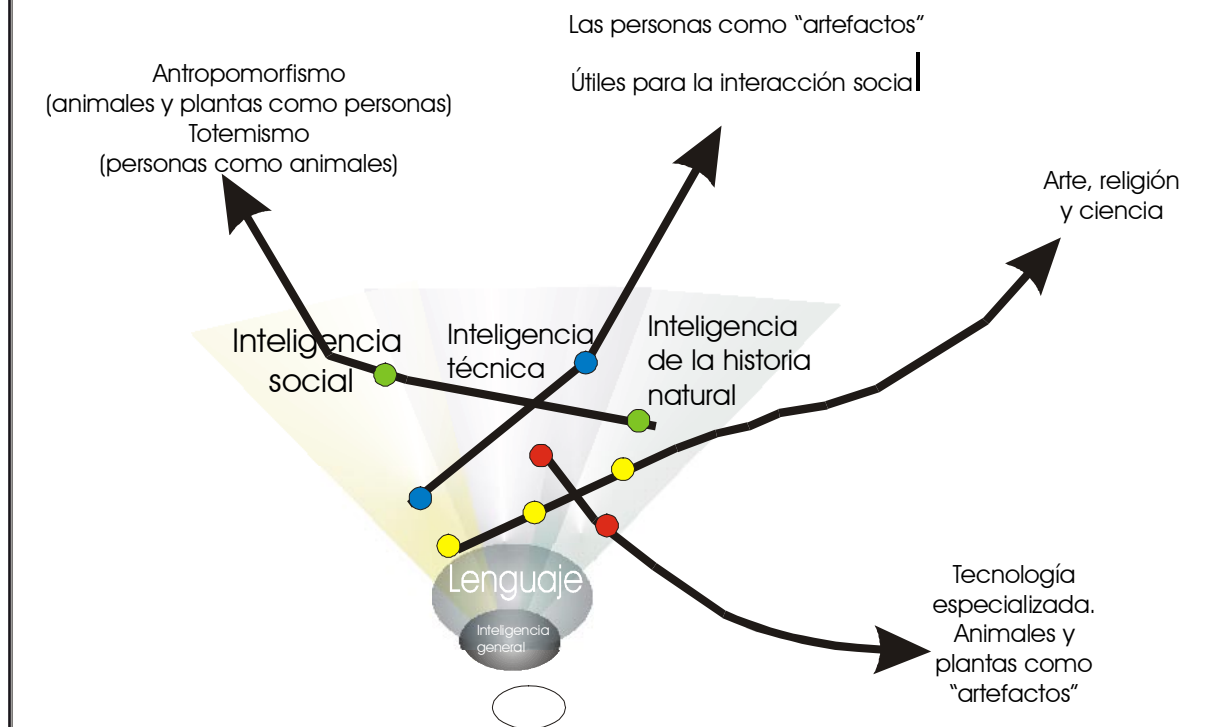 Las personas como “artefactos”
Útiles para la interacción social
Antropomorfismo
(animales y plantas como personas)
Totemismo
(personas como animales)
Arte, religión
y ciencia
Inteligencia
social
Inteligencia
técnica
Inteligencia
de la historia
natural
Lenguaje
Inteligencia
general
Tecnología
especializada.
Animales y
plantas como
“artefactos”